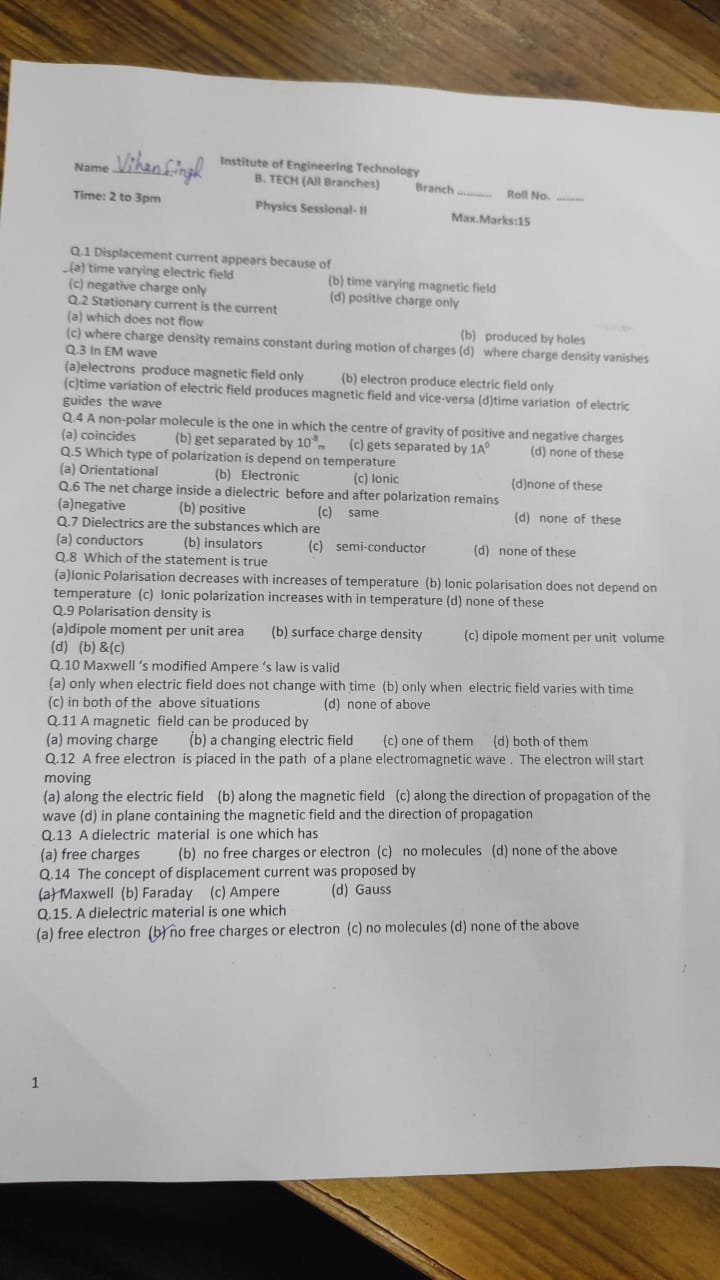 Name Vihan Singh Institute of Engineering Technology
B. TECH (All Branches) Branch .......... Roll No. ........
Time: 2 to 3pm Physics Sessional- II Max.Marks:15
Q.1 Displacement current appears because of
(a) time varying electric field (b) time varying magnetic field
(c) negative charge only (d) positive charge only
Q.2 Stationary current is the current
(a) which does not flow (b) produced by holes
(c) where charge density remains constant during motion of charges (d) where charge density vanishes
Q.3 In EM wave
(a)electrons produce magnetic field only (b) electron produce electric field only
(c)time variation of electric field produces magnetic field and vice-versa (d)time variation of electric
guides the wave
Q.4 A non-polar molecule is the one in which the centre of gravity of positive and negative charges
(a) coincides (b) get separated by 10⁻⁸m (c) gets separated by 1A⁰ (d) none of these
Q.5 Which type of polarization is depend on temperature
(a) Orientational (b) Electronic (c) Ionic (d)none of these
Q.6 The net charge inside a dielectric before and after polarization remains
(a)negative (b) positive (c) same (d) none of these
Q.7 Dielectrics are the substances which are
(a) conductors (b) insulators (c) semi-conductor (d) none of these
Q.8 Which of the statement is true
(a)Ionic Polarisation decreases with increases of temperature (b) Ionic polarisation does not depend on
temperature (c) Ionic polarization increases with in temperature (d) none of these
Q.9 Polarisation density is
(a)dipole moment per unit area (b) surface charge density (c) dipole moment per unit volume
(d) (b) &(c)
Q.10 Maxwell 's modified Ampere 's law is valid
(a) only when electric field does not change with time (b) only when electric field varies with time
(c) in both of the above situations (d) none of above
Q.11 A magnetic field can be produced by
(a) moving charge (b) a changing electric field (c) one of them (d) both of them
Q.12 A free electron is piaced in the path of a plane electromagnetic wave . The electron will start
moving
(a) along the electric field (b) along the magnetic field (c) along the direction of propagation of the
wave (d) in plane containing the magnetic field and the direction of propagation
Q.13 A dielectric material is one which has
(a) free charges (b) no free charges or electron (c) no molecules (d) none of the above
Q.14 The concept of displacement current was proposed by
(a) Maxwell (b) Faraday (c) Ampere (d) Gauss
Q.15. A dielectric material is one which
(a) free electron (b) no free charges or electron (c) no molecules (d) none of the above
1